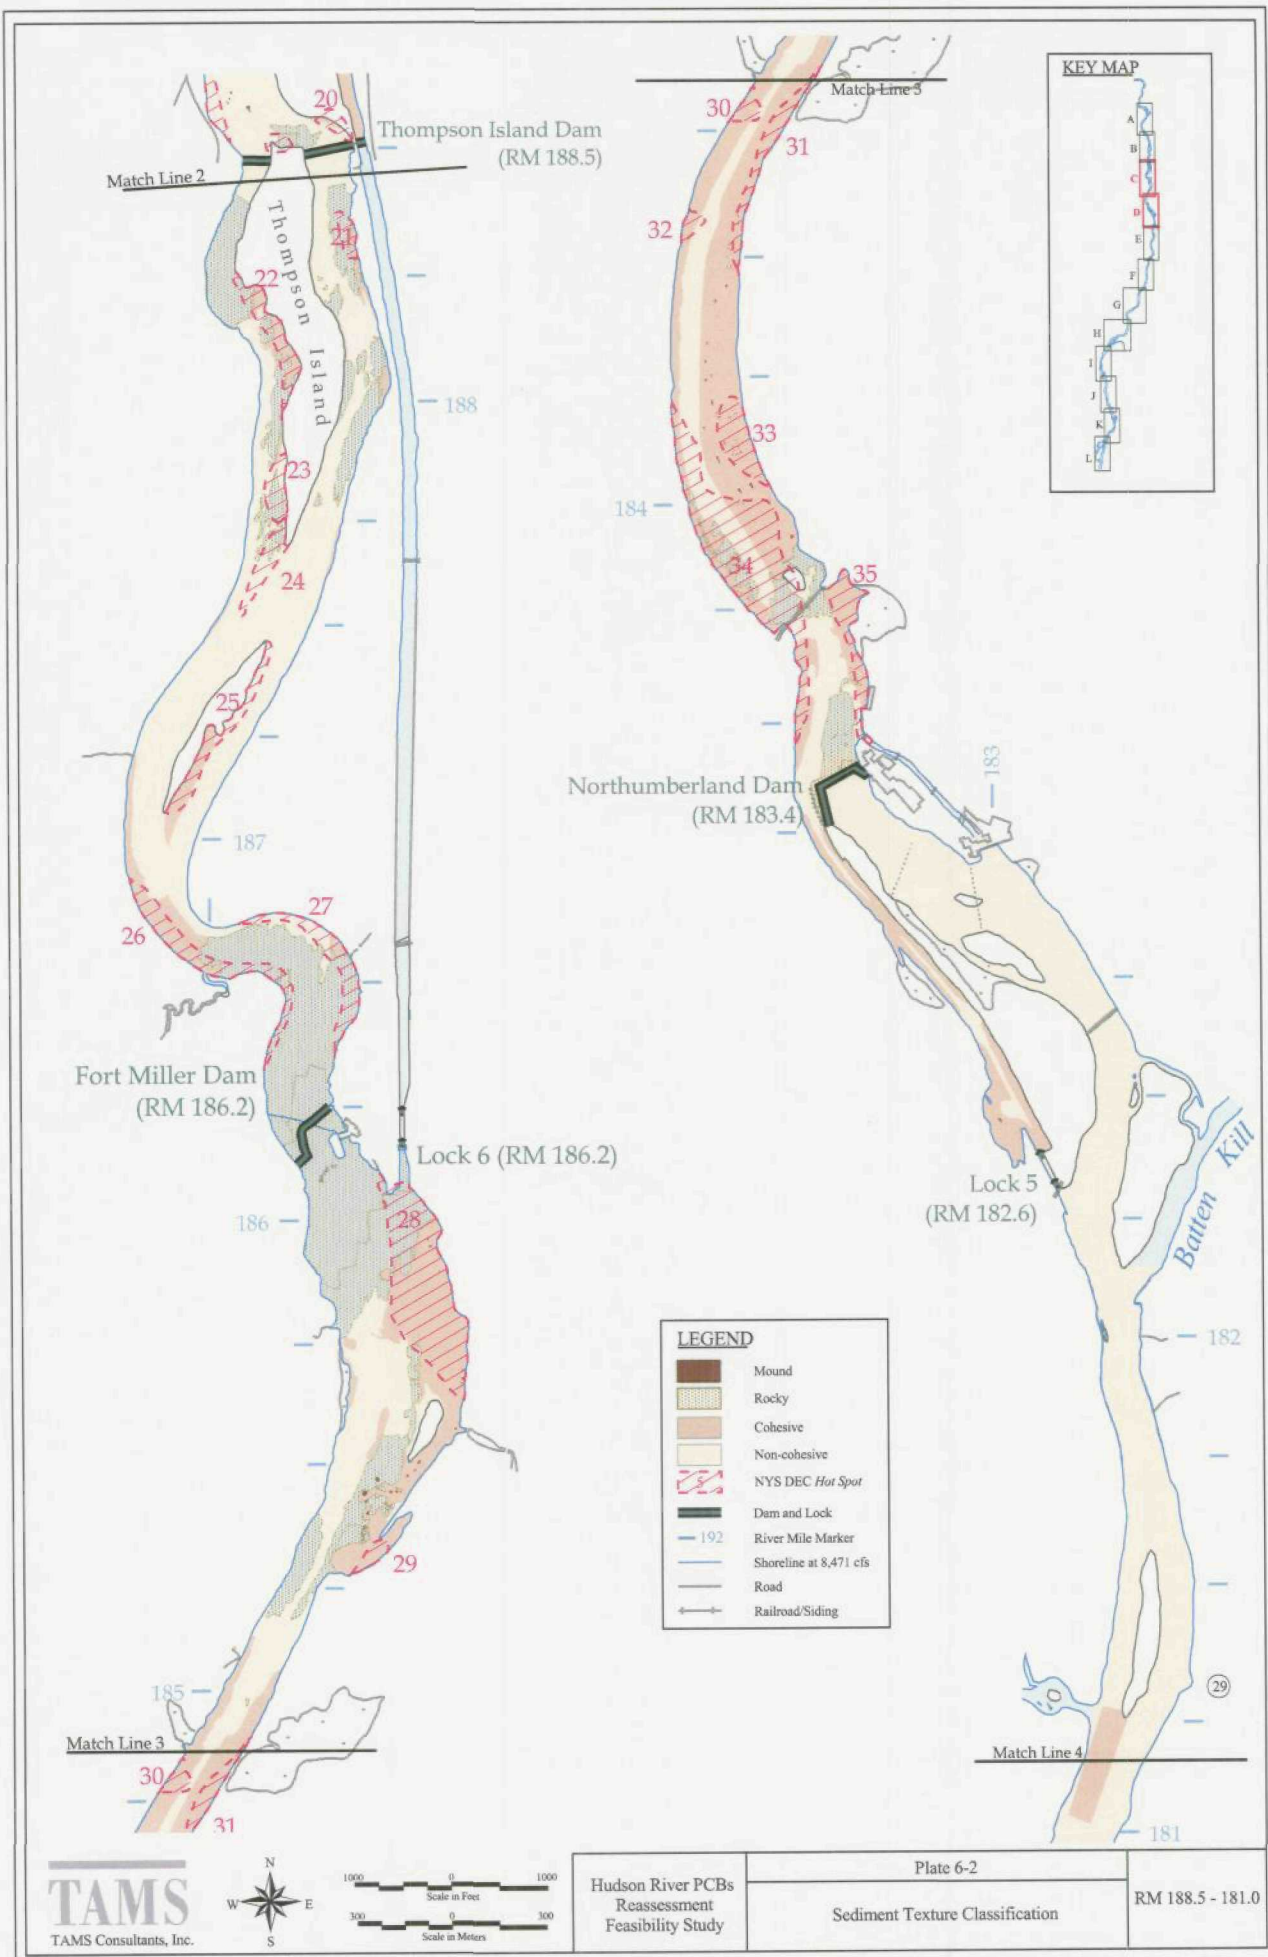 20
Thompson Island Dam
(RM 188.5)
Match Line 2
Thompson Island
21
22
188
23
24
25
187
26
27
Fort Miller Dam
(RM 186.2)
Lock 6 (RM 186.2)
28
186
29
185
Match Line 3
30
31
Match Line 3
30
31
32
33
184
34
35
Northumberland Dam
(RM 183.4)
183
Lock 5
(RM 182.6)
Batten Kill
182
29
Match Line 4
181
KEY MAP
A
B
C
D
E
F
G
H
I
J
K
L
LEGEND
Mound
Rocky
Cohesive
Non-cohesive
5
NYS DEC Hot Spot
Dam and Lock
192 River Mile Marker
Shoreline at 8,471 cfs
Road
Railroad/Siding
TAMS
TAMS Consultants, Inc.
N
W E
S
1000 0 1000
Scale in Feet
300 0 300
Scale in Meters
Hudson River PCBs
Reassessment
Feasibility Study
Plate 6-2
Sediment Texture Classification
RM 188.5 - 181.0